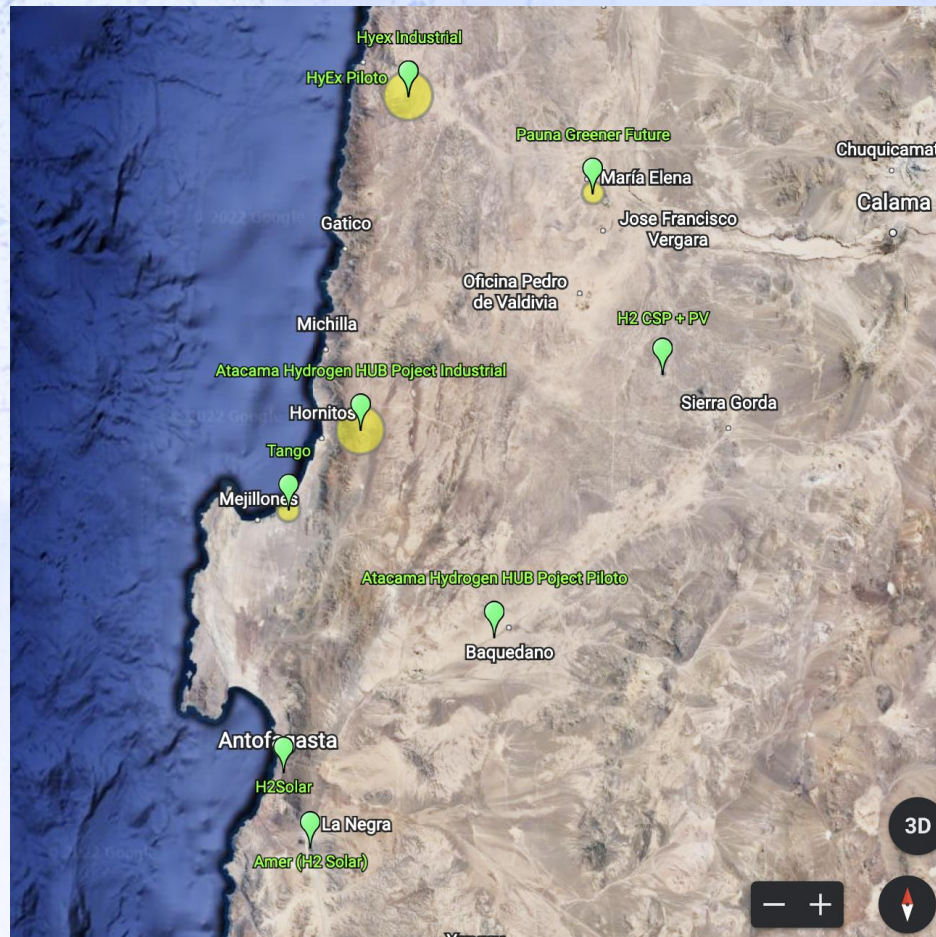 Hyex Industrial
HyEx Piloto
Pauna Greener Future
Chuquicamat
María Elena
Calama
Jose Francisco
Vergara
Gatico
Oficina Pedro
de Valdivia
H2 CSP + PV
Michilla
Atacama Hydrogen HUB Poject Industrial
Hornitos
Sierra Gorda
Tango
Mejillones
Atacama Hydrogen HUB Poject Piloto
Baquedano
Antofagasta
H2Solar
La Negra
Amer (H2 Solar)
3D